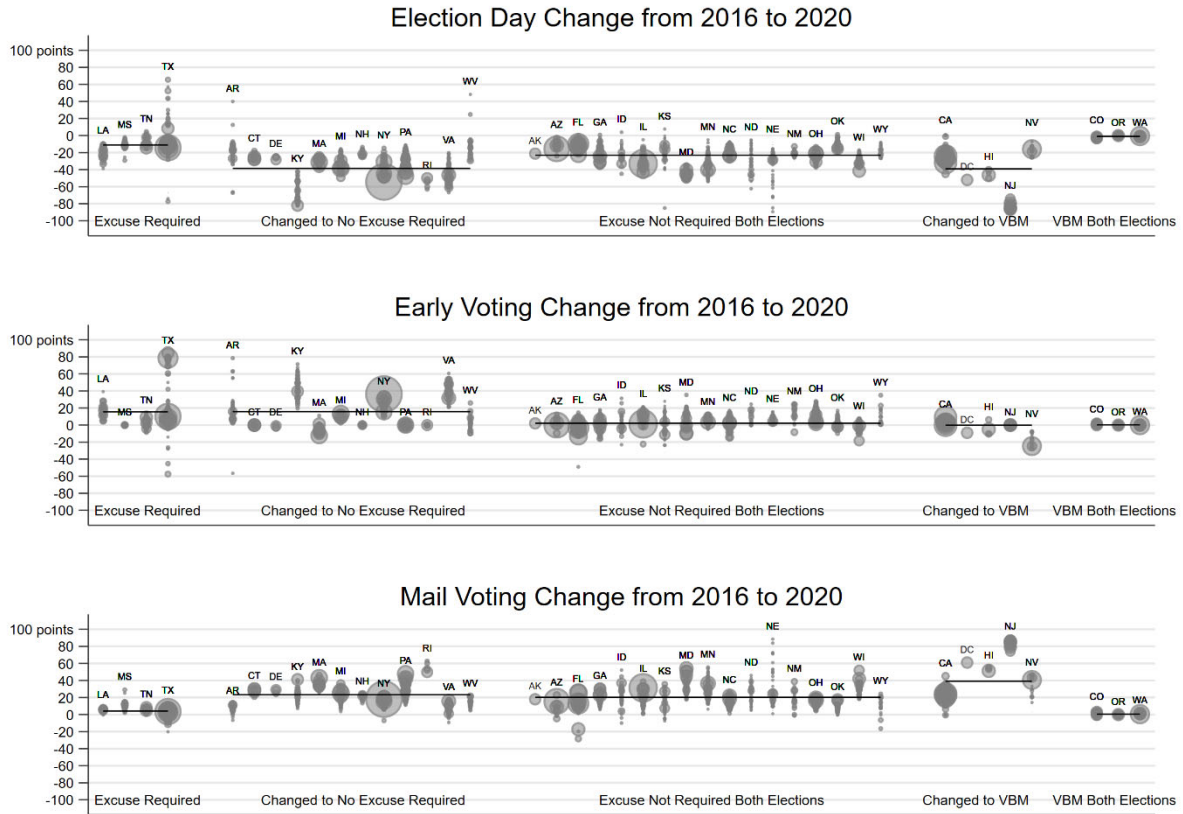 Election Day Change from 2016 to 2020
100 points
80
60
40
20
0
-20
-40
-60
-80
-100
LA MS TN TX AR CT DE KY MA MI NH NY PA RI VA WV AK AZ FL GA ID IL KS MD MN NC ND NE NM OH OK WI WY CA DC HI NJ NV CO OR WA
Excuse Required Changed to No Excuse Required Excuse Not Required Both Elections Changed to VBM VBM Both Elections
Early Voting Change from 2016 to 2020
100 points
80
60
40
20
0
-20
-40
-60
-80
-100
LA MS TN TX AR CT DE KY MA MI NH NY PA RI VA WV AK AZ FL GA ID IL KS MD MN NC ND NE NM OH OK WI WY CA DC HI NJ NV CO OR WA
Excuse Required Changed to No Excuse Required Excuse Not Required Both Elections Changed to VBM VBM Both Elections
Mail Voting Change from 2016 to 2020
100 points
80
60
40
20
0
-20
-40
-60
-80
-100
LA MS TN TX AR CT DE KY MA MI NH NY PA RI VA WV AK AZ FL GA ID IL KS MD MN NC ND NE NM OH OK WI WY CA DC HI NJ NV CO OR WA
Excuse Required Changed to No Excuse Required Excuse Not Required Both Elections Changed to VBM VBM Both Elections